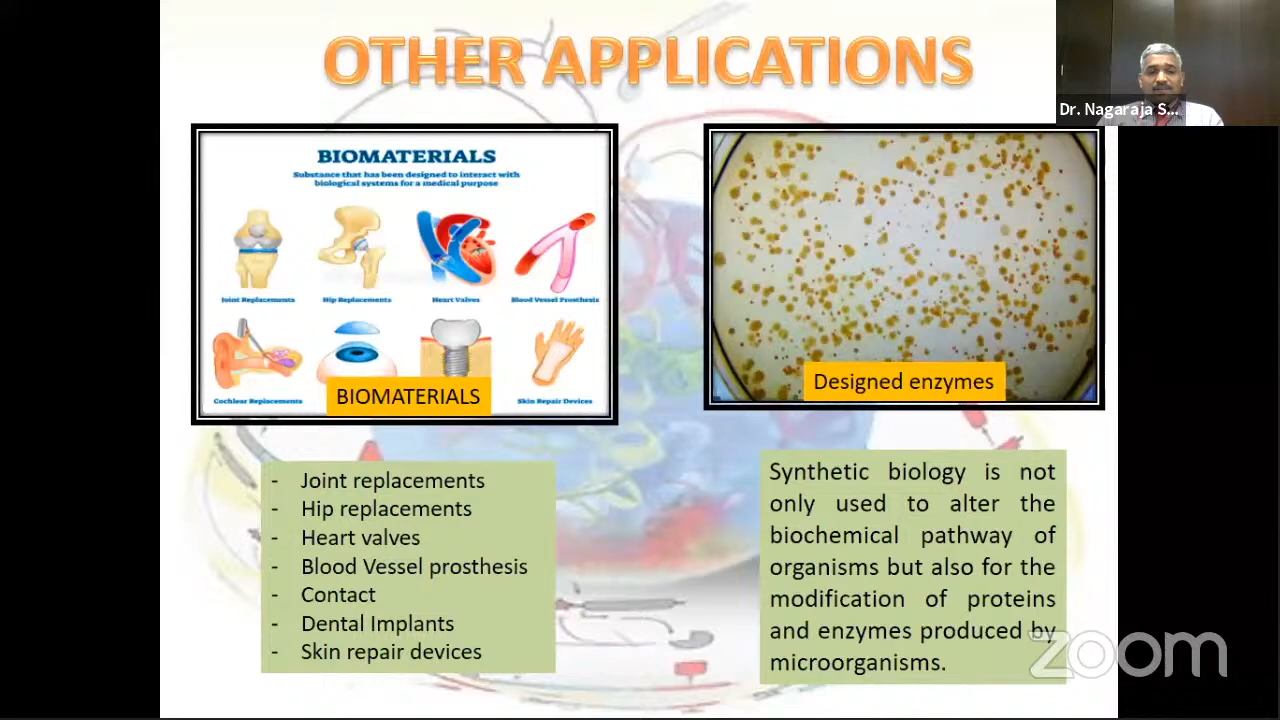 OTHER APPLICATIONS
Dr. Nagaraja S...
BIOMATERIALS
Substance that has been designed to interact with
biological systems for a medical purpose
Joint Replacements
Hip Replacements
Heart Valves
Blood Vessel Prosthesis
Cochlear Replacements
Skin Repair Devices
BIOMATERIALS
Designed enzymes
- Joint replacements
- Hip replacements
- Heart valves
- Blood Vessel prosthesis
- Contact
- Dental Implants
- Skin repair devices
Synthetic biology is not
only used to alter the
biochemical pathway of
organisms but also for the
modification of proteins
and enzymes produced by
microorganisms.
zoom